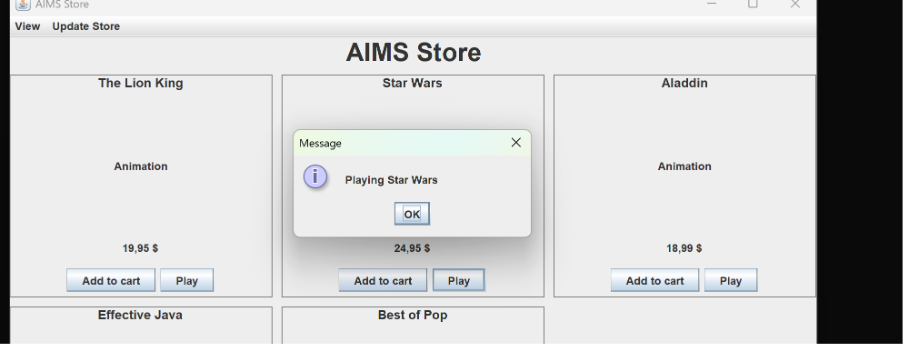 AIMS Store
View Update Store
AIMS Store
The Lion King
Star Wars
Aladdin
Message
Animation
Playing Star Wars
Animation
OK
19,95 $
24,95 $
18,99 $
Add to cart Play
Add to cart Play
Add to cart Play
Effective Java
Best of Pop